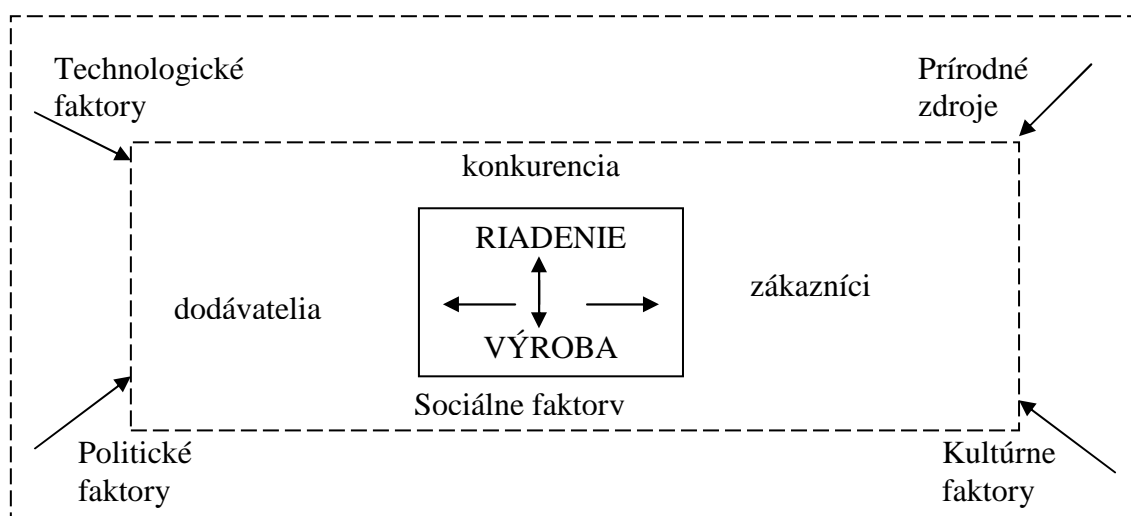 Technologické
faktory
Prírodné
zdroje
konkurencia
RIADENIE
dodávatelia
zákazníci
VÝROBA
Sociálne faktorv
Politické
faktory
Kultúrne
faktory